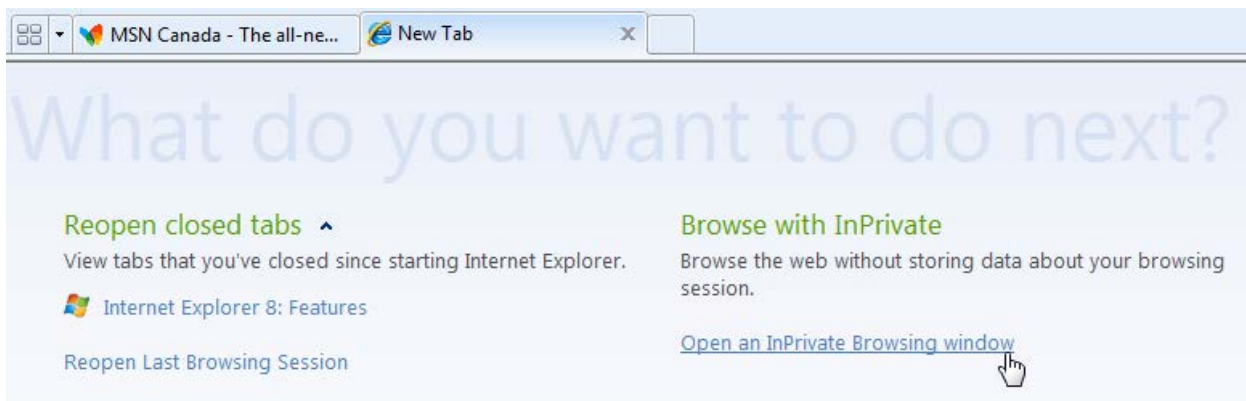 MSN Canada - The all-ne...
New Tab
What do you want to do next?
Reopen closed tabs
View tabs that you've closed since starting Internet Explorer.
Internet Explorer 8: Features
Reopen Last Browsing Session
Browse with InPrivate
Browse the web without storing data about your browsing
session.
Open an InPrivate Browsing window